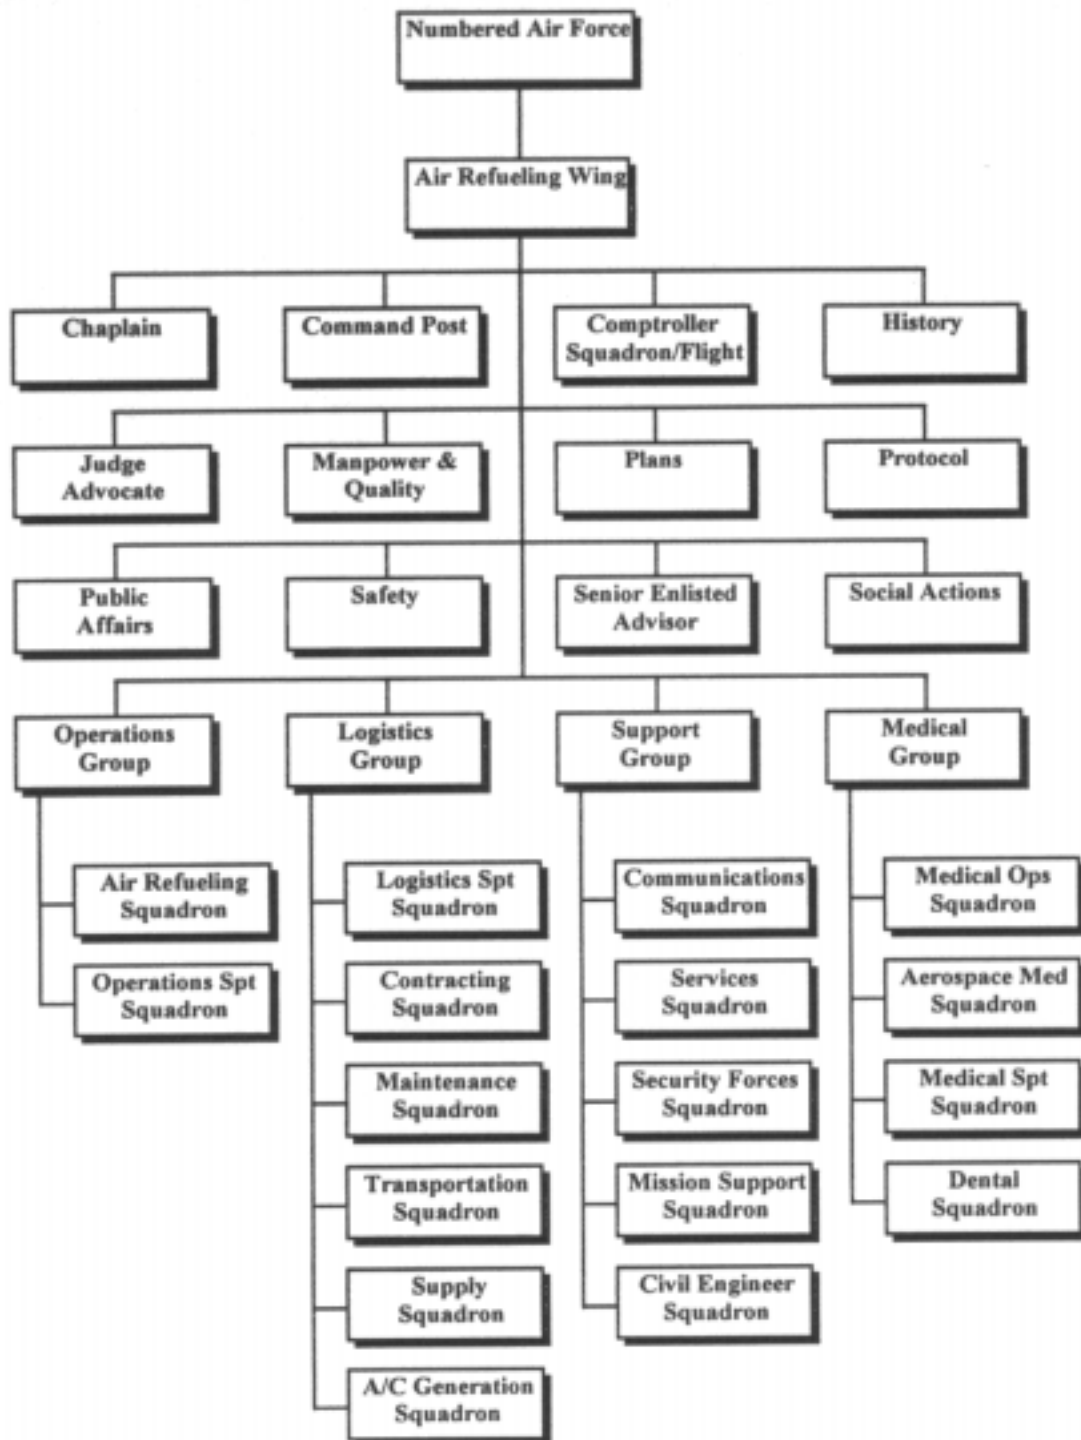 Numbered Air Force
Air Refueling Wing
Chaplain
Command Post
Comptroller
Squadron/Flight
History
Judge
Advocate
Manpower &
Quality
Plans
Protocol
Public
Affairs
Safety
Senior Enlisted
Advisor
Social Actions
Operations
Group
Logistics
Group
Support
Group
Medical
Group
Air Refueling
Squadron
Operations Spt
Squadron
Logistics Spt
Squadron
Contracting
Squadron
Maintenance
Squadron
Transportation
Squadron
Supply
Squadron
A/C Generation
Squadron
Communications
Squadron
Services
Squadron
Security Forces
Squadron
Mission Support
Squadron
Civil Engineer
Squadron
Medical Ops
Squadron
Aerospace Med
Squadron
Medical Spt
Squadron
Dental
Squadron